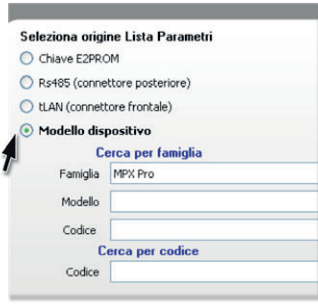 Seleziona origine Lista Parametri
Chiave E2PROM
Rs485 (connettore posteriore)
tLAN (connettore frontale)
Modello dispositivo
Cerca per famiglia
Famiglia MPX Pro
Modello
Codice
Cerca per codice
Codice